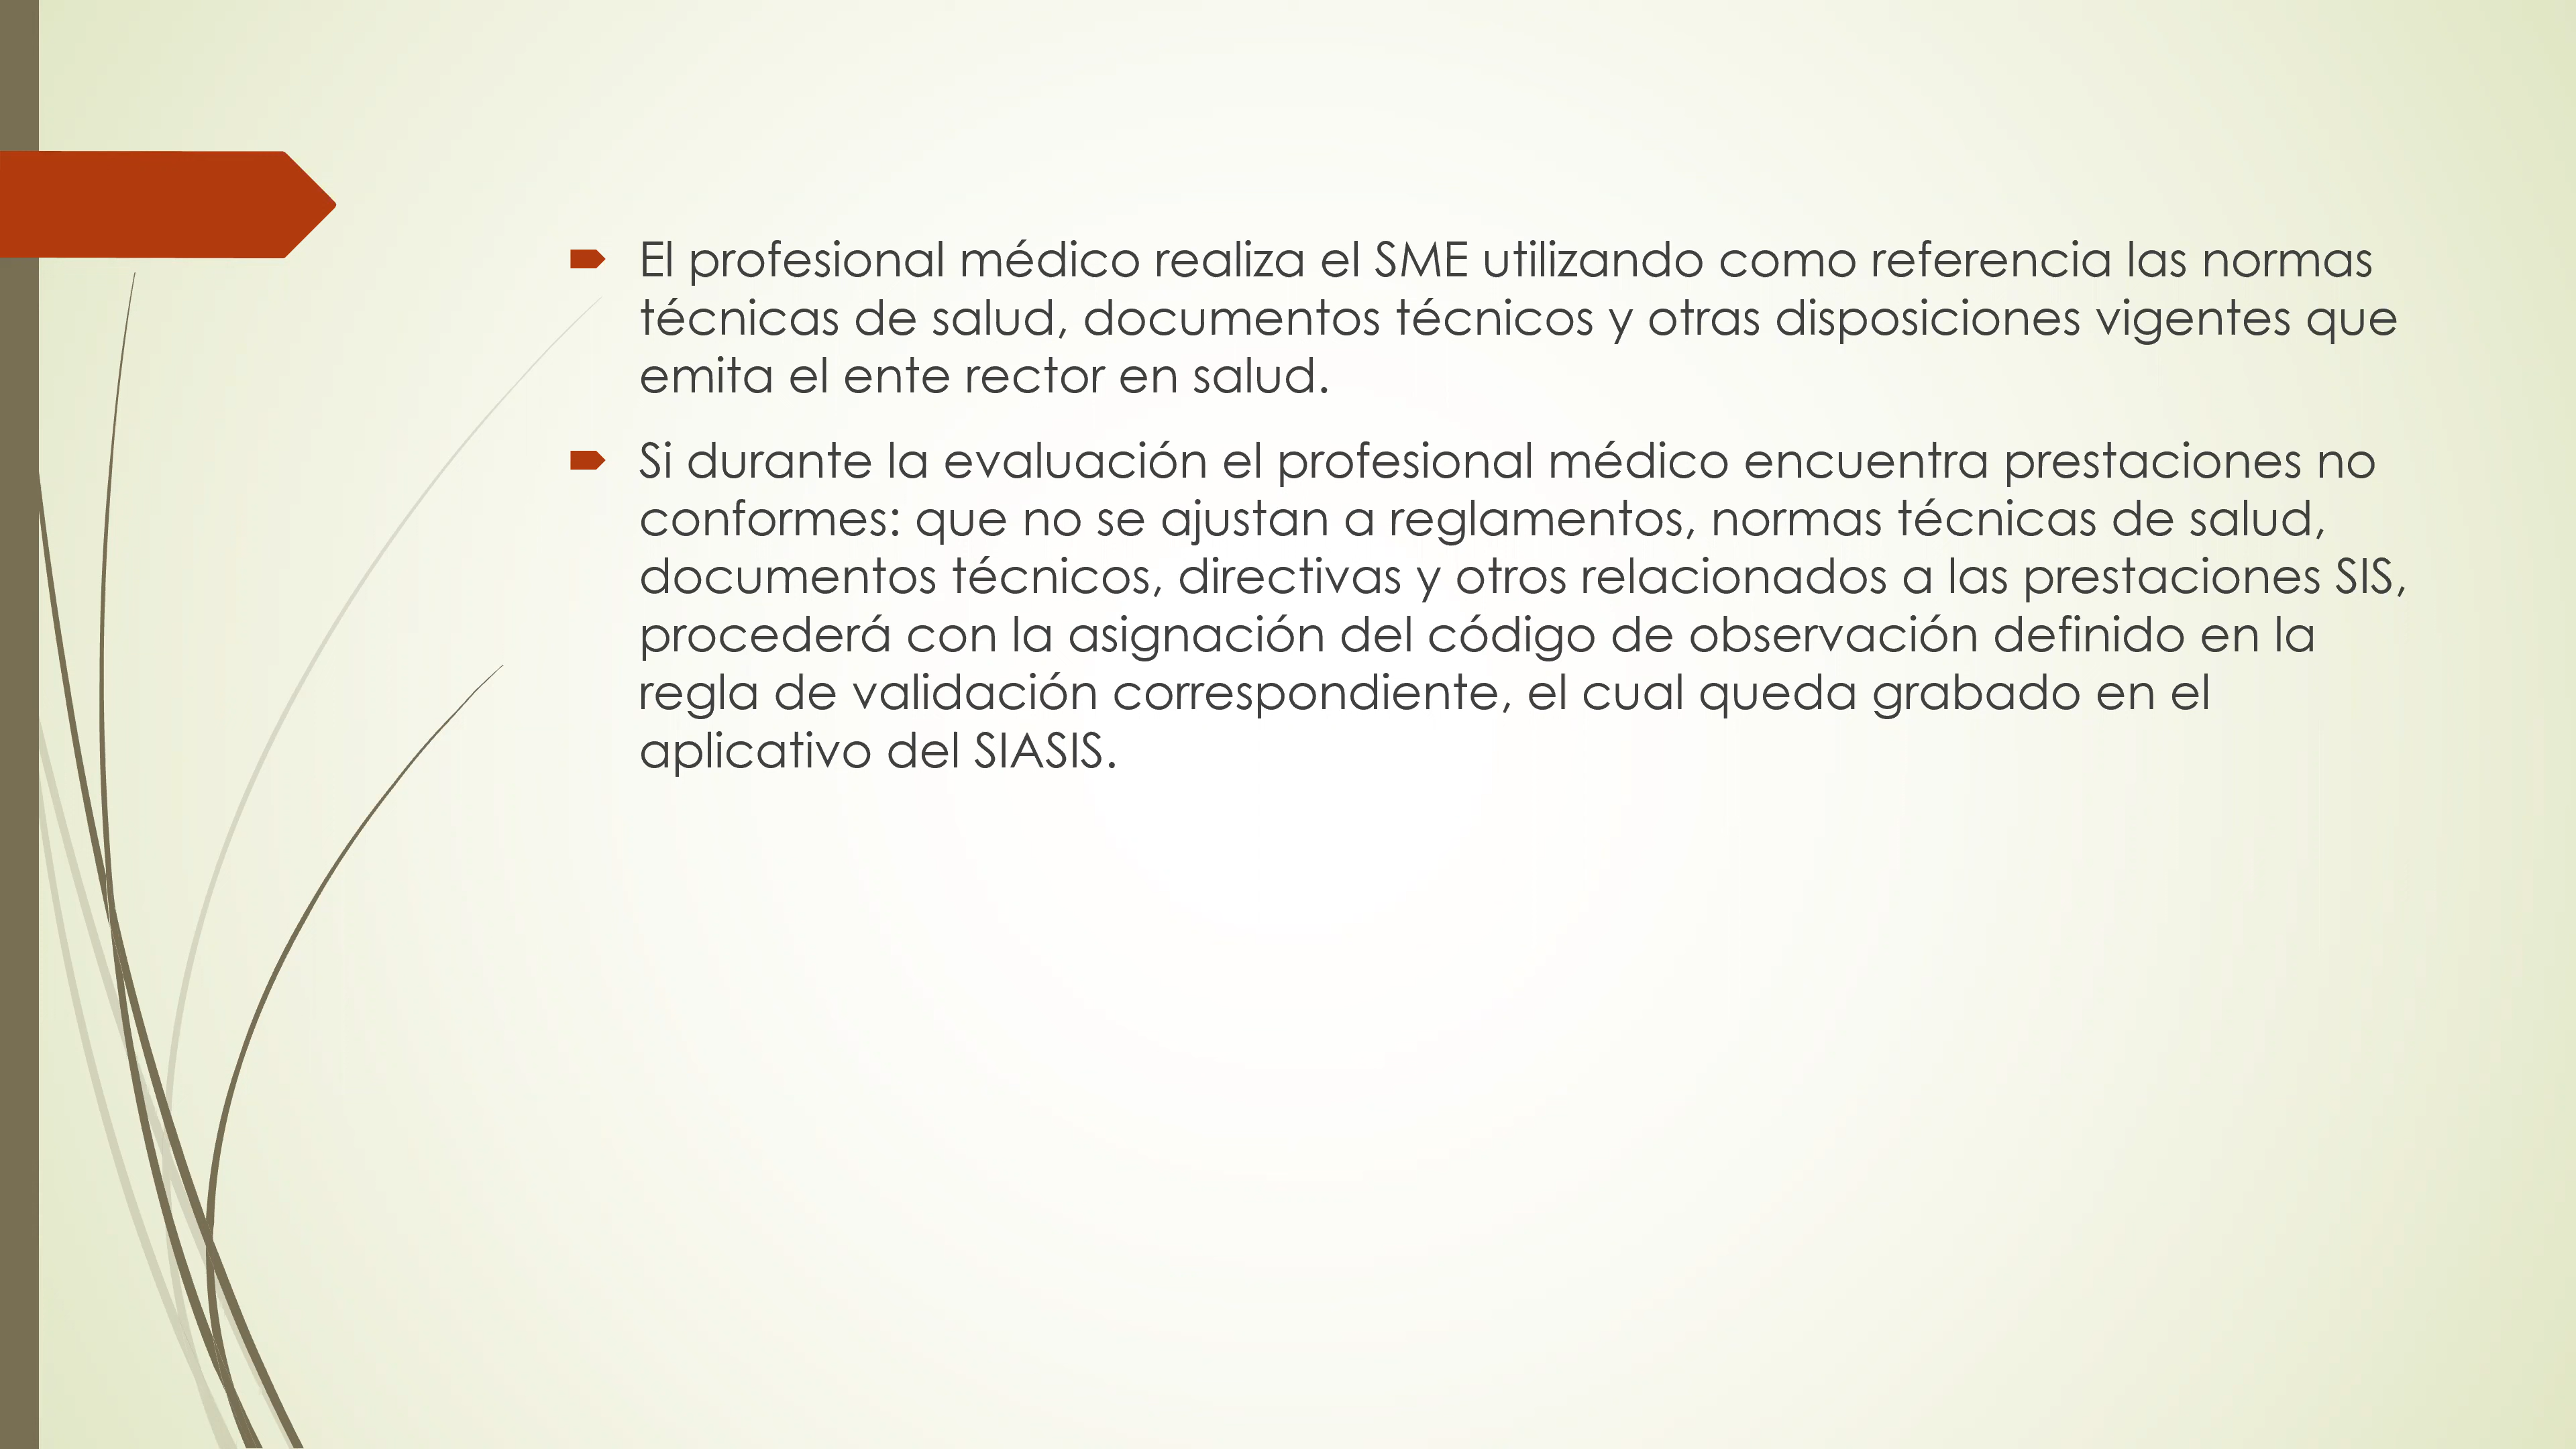 El profesional médico realiza el SME utilizando como referencia las normas
técnicas de salud, documentos técnicos y otras disposiciones vigentes que
emita el ente rector en salud.
Si durante la evaluación el profesional médico encuentra prestaciones no
conformes: que no se ajustan a reglamentos, normas técnicas de salud,
documentos técnicos, directivas y otros relacionados a las prestaciones SIS,
procederá con la asignación del código de observación definido en la
regla de validación correspondiente, el cual queda grabado en el
aplicativo del SIASIS.